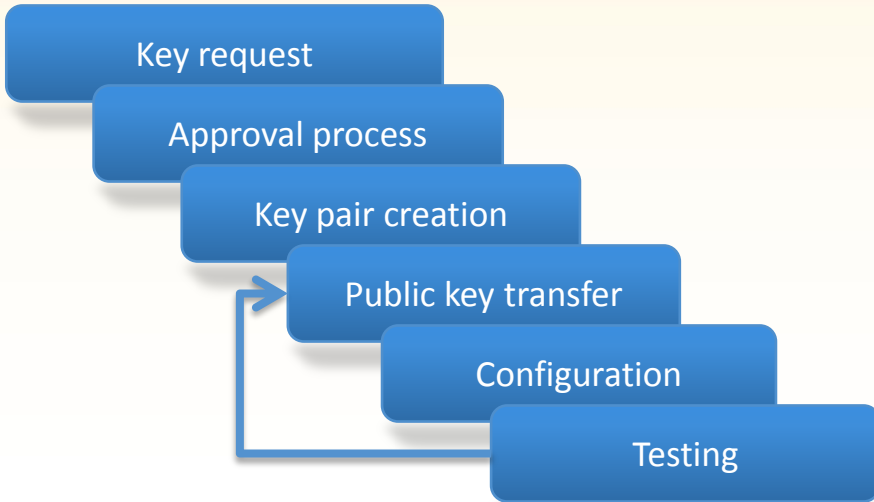 Key request
Approval process
Key pair creation
Public key transfer
Configuration
Testing